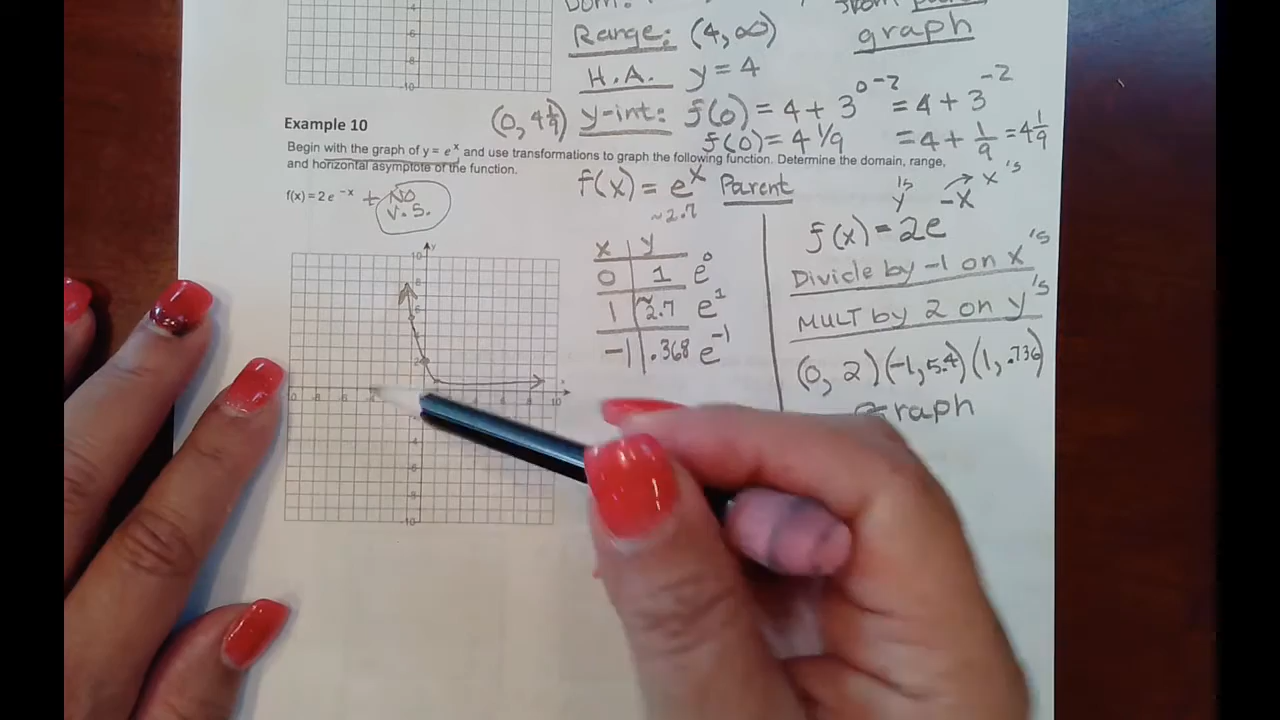 Range: (4, ∞)
graph
H.A. y = 4
(0, 4 1/9) y-int: f(0) = 4 + 3^(0-2) = 4 + 3^(-2)
f(0) = 4 1/9 = 4 + 1/9 = 4 1/9
Example 10
Begin with the graph of y = e^x and use transformations to graph the following function. Determine the domain, range,
and horizontal asymptote of the function.
f(x) = 2 e^(-x) + No
V.S.
f(x) = e^x Parent
~2.7
x | y
0 | 1 e^0
1 | ~2.7 e^1
-1 | .368 e^-1
y's -x → x's
f(x) = 2e
Divide by -1 on x's
MULT by 2 on y's
(0, 2) (-1, 5.4) (1, .736)
Graph